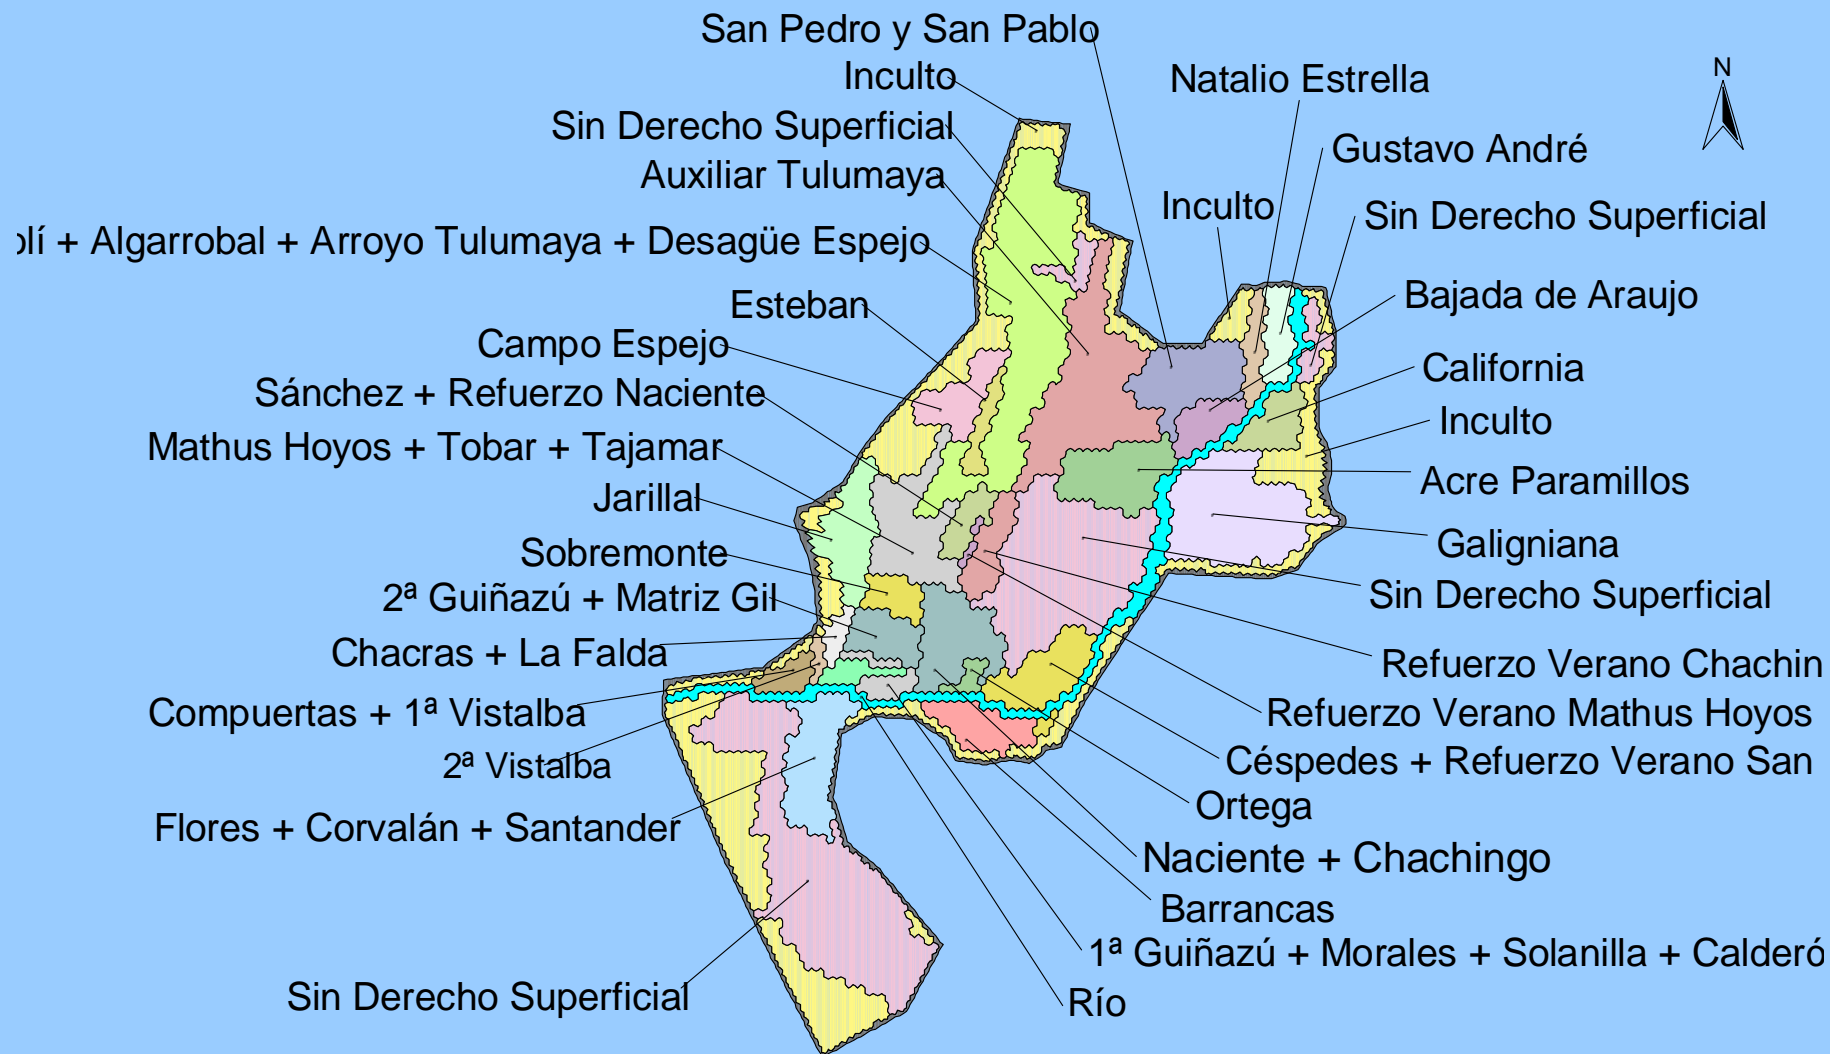 San Pedro y San Pablo
Inculto
Natalio Estrella
N
Sin Derecho Superficial
Gustavo André
Auxiliar Tulumaya
Inculto
Sin Derecho Superficial
olí + Algarrobal + Arroyo Tulumaya + Desagüe Espejo
Esteban
Bajada de Araujo
Campo Espejo
California
Sánchez + Refuerzo Naciente
Inculto
Mathus Hoyos + Tobar + Tajamar
Acre Paramillos
Jarillal
Galigniana
Sobremonte
2ª Guiñazú + Matriz Gil
Sin Derecho Superficial
Chacras + La Falda
Refuerzo Verano Chachin
Compuertas + 1ª Vistalba
Refuerzo Verano Mathus Hoyos
2ª Vistalba
Céspedes + Refuerzo Verano San
Ortega
Flores + Corvalán + Santander
Naciente + Chachingo
Barrancas
1ª Guiñazú + Morales + Solanilla + Calderó
Sin Derecho Superficial
Río